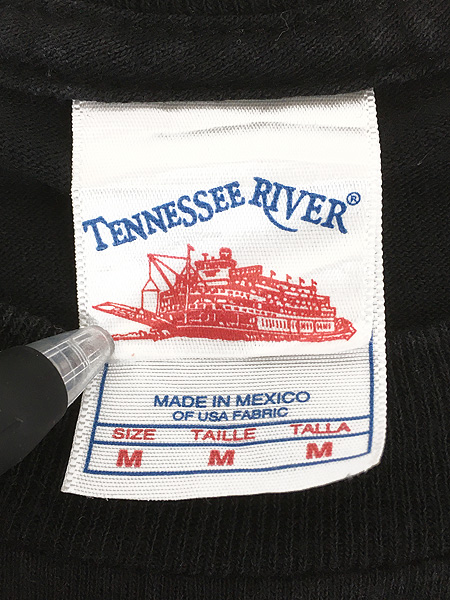 TENNESSEE RIVER®
MADE IN MEXICO
OF USA FABRIC
SIZE TAILLE TALLA
M M M